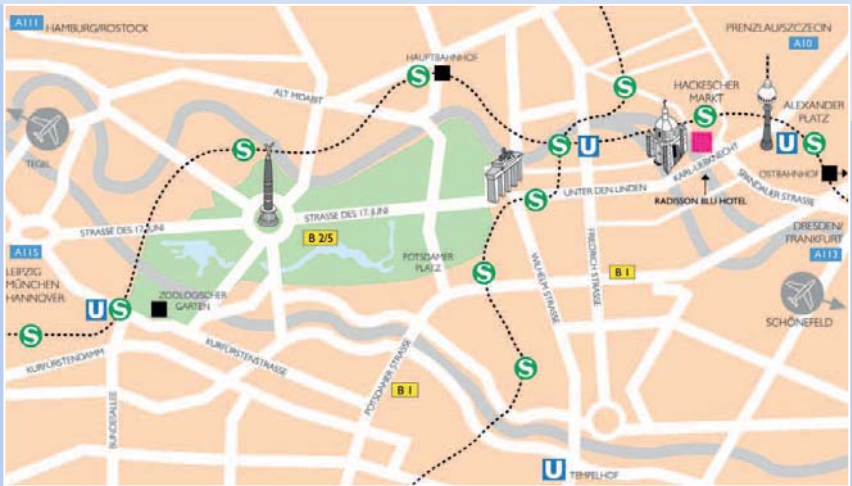 A111
HAMBURG/ROSTOCK
PRENZLAU/SZCZECIN
A10
HAUPTBAHNHOF
S
S
ALT MOABIT
HACKESCHER
MARKT
S
ALEXANDER
PLATZ
U
S
TEGEL
S
S
U
KARL-LIEBKNECHT
OSTBAHNHOF
SPANDAUER STRASSE
RADISSON BLU HOTEL
UNTER DEN LINDEN
S
STRASSE DES 17. JUNI
STRASSE DES 17. JUNI
B 2/5
DRESDEN/
FRANKFURT
A113
A115
LEIPZIG
MÜNCHEN
HANNOVER
POTSDAMER
PLATZ
S
WILHELM STRASSE
FRIEDRICH STRASSE
B 1
ZOOLOGISCHER
GARTEN
U
S
S
SCHÖNEFELD
KURFÜRSTENDAMM
KURFÜRSTENSTRASSE
POTSDAMER STRASSE
S
B 1
BUNDESALLEE
U
TEMPELHOF